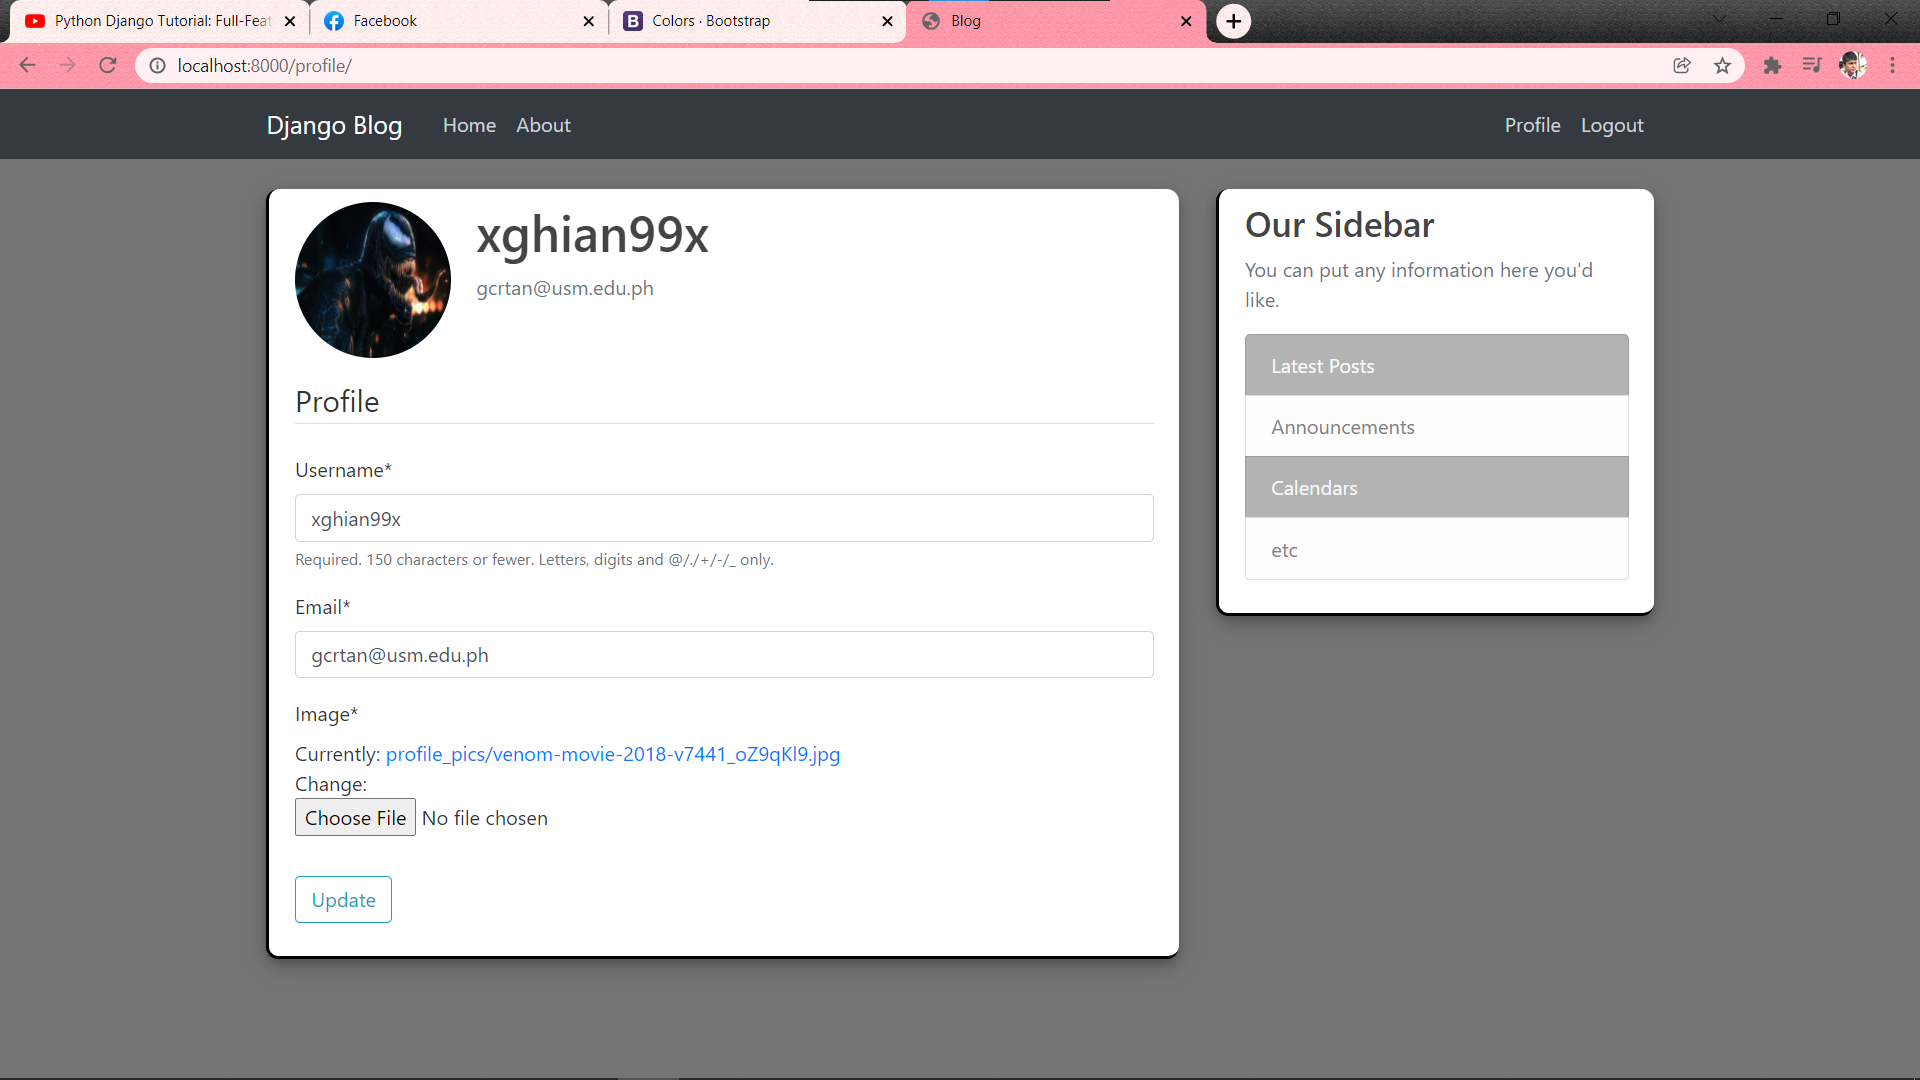 Python Django Tutorial: Full-Feat
Facebook
Colors · Bootstrap
Blog
localhost:8000/profile/
Django Blog
Home
About
Profile
Logout
xghian99x
gcrtan@usm.edu.ph
Profile
Username*
xghian99x
Required. 150 characters or fewer. Letters, digits and @/./+/-/_ only.
Email*
gcrtan@usm.edu.ph
Image*
Currently: profile_pics/venom-movie-2018-v7441_oZ9qKl9.jpg
Change:
Choose File No file chosen
Update
Our Sidebar
You can put any information here you'd
like.
Latest Posts
Announcements
Calendars
etc